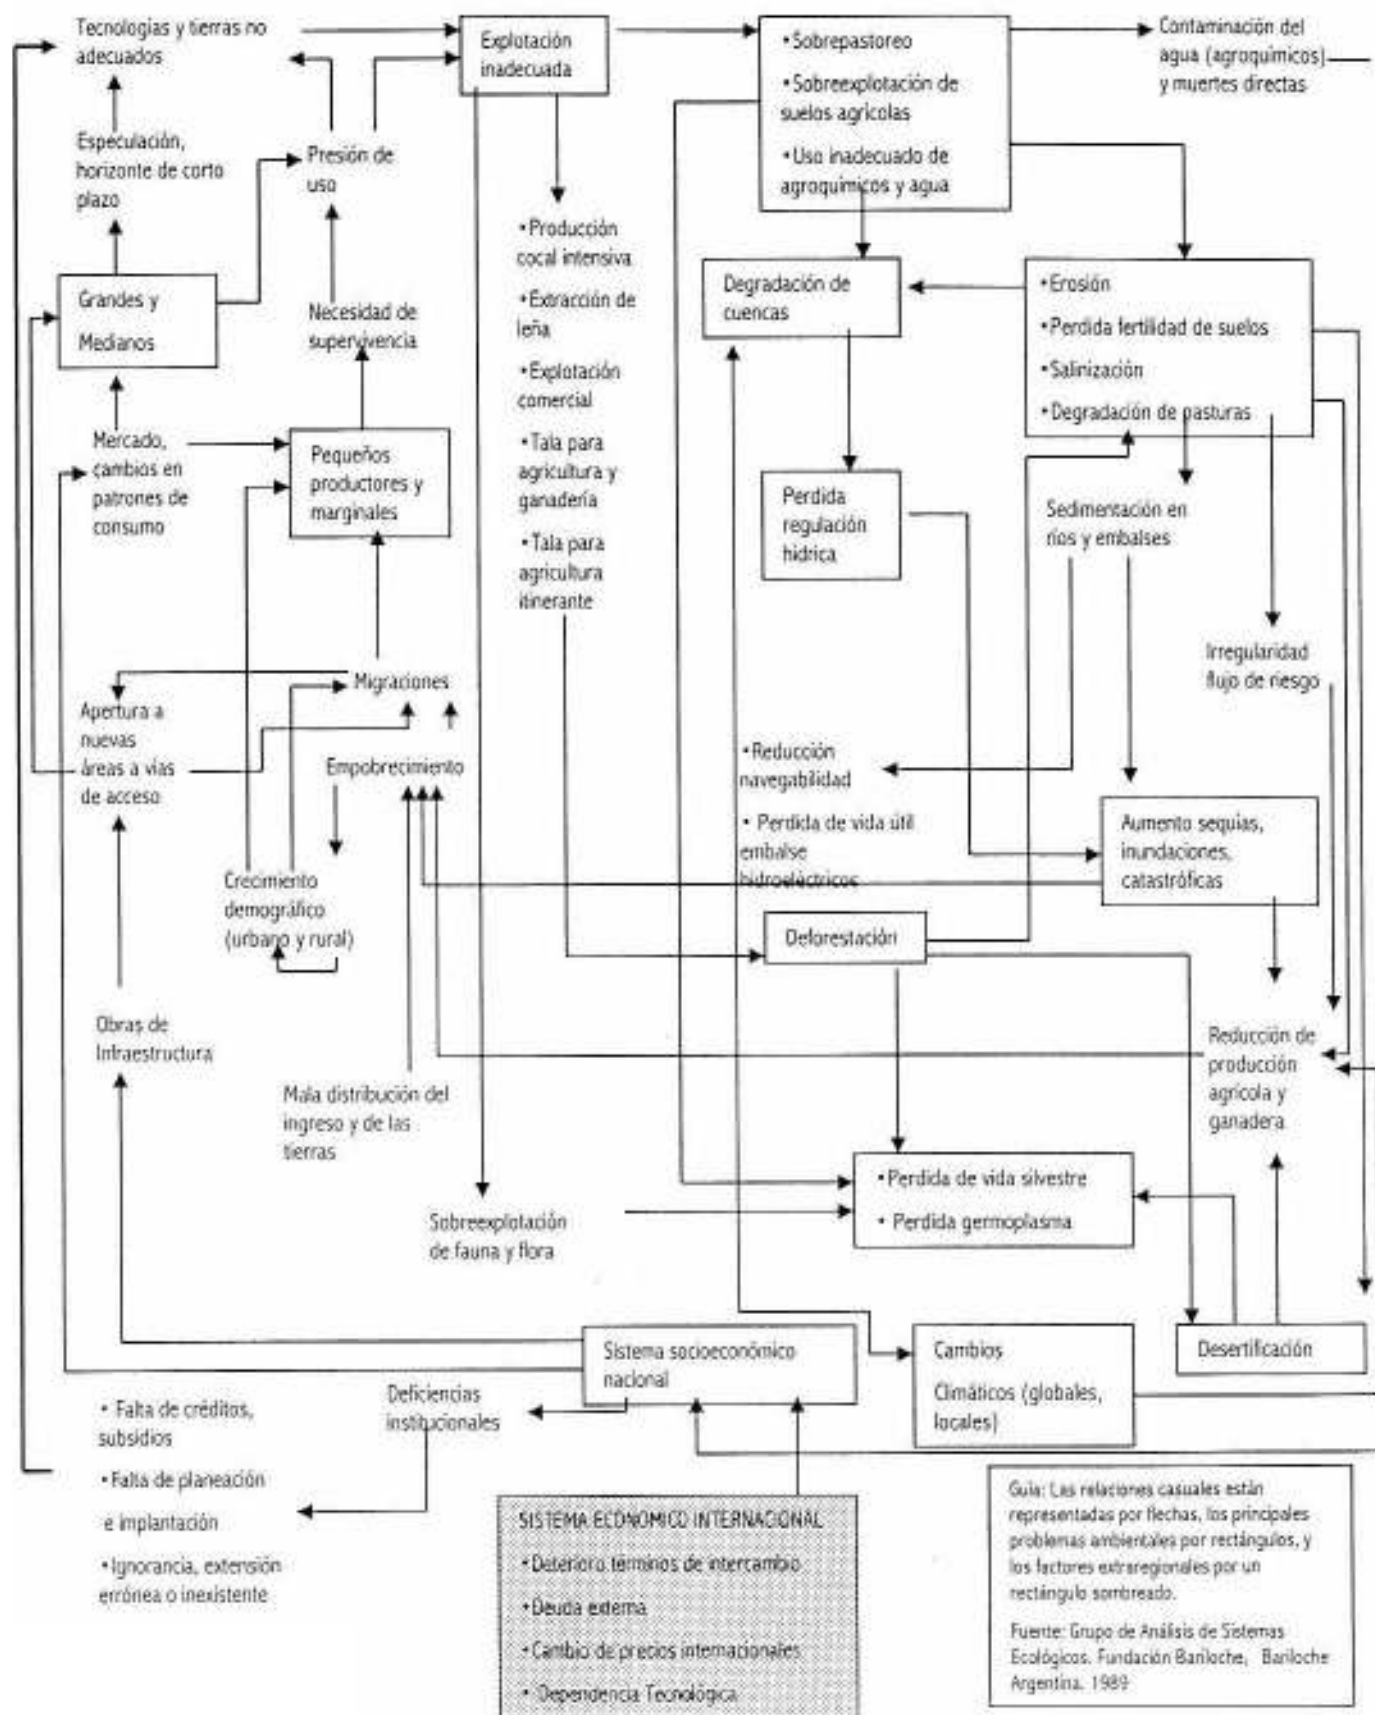 Tecnologías y tierras no
adecuados
Explotación
inadecuada
• Sobrepastoreo
• Sobreexplotación de
suelos agrícolas
• Uso inadecuado de
agroquímicos y agua
Contaminación del
agua (agroquímicos)
y muertes directas
Especulación,
horizonte de corto
plazo
Presión de
uso
• Producción
cocal intensiva
• Extracción de
leña
• Explotación
comercial
• Tala para
agricultura y
ganadería
• Tala para
agricultura
itinerante
Grandes y
Medianos
Necesidad de
supervivencia
Degradación de
cuencas
• Erosión
• Perdida fertilidad de suelos
• Salinización
• Degradación de pasturas
Mercado,
cambios en
patrones de
consumo
Pequeños
productores y
marginales
Perdida
regulación
hídrica
Sedimentación en
ríos y embalses
Irregularidad
flujo de riesgo
Migraciones
Apertura a
nuevas
áreas a vías
de acceso
Empobrecimiento
• Reducción
navegabilidad
• Perdida de vida útil
embalse
hidroeléctricos
Aumento sequías,
inundaciones,
catastróficas
Crecimiento
demográfico
(urbano y rural)
Deforestación
Obras de
Infraestructura
Mala distribución del
ingreso y de las
tierras
Reducción de
producción
agrícola y
ganadera
• Perdida de vida silvestre
• Perdida germoplasma
Sobreexplotación
de fauna y flora
Sistema socioeconómico
nacional
Cambios
Climáticos (globales,
locales)
Desertificación
Deficiencias
institucionales
• Falta de créditos,
subsidios
• Falta de planeación
e implantación
• Ignorancia, extensión
errónea o inexistente
SISTEMA ECONOMICO INTERNACIONAL
• Deterioro términos de intercambio
• Deuda externa
• Cambio de precios internacionales
• Dependencia Tecnológica
Guía: Las relaciones casuales están
representadas por flechas, los principales
problemas ambientales por rectángulos, y
los factores extraregionales por un
rectángulo sombreado.
Fuente: Grupo de Análisis de Sistemas
Ecológicos. Fundación Bariloche, Bariloche
Argentina. 1989